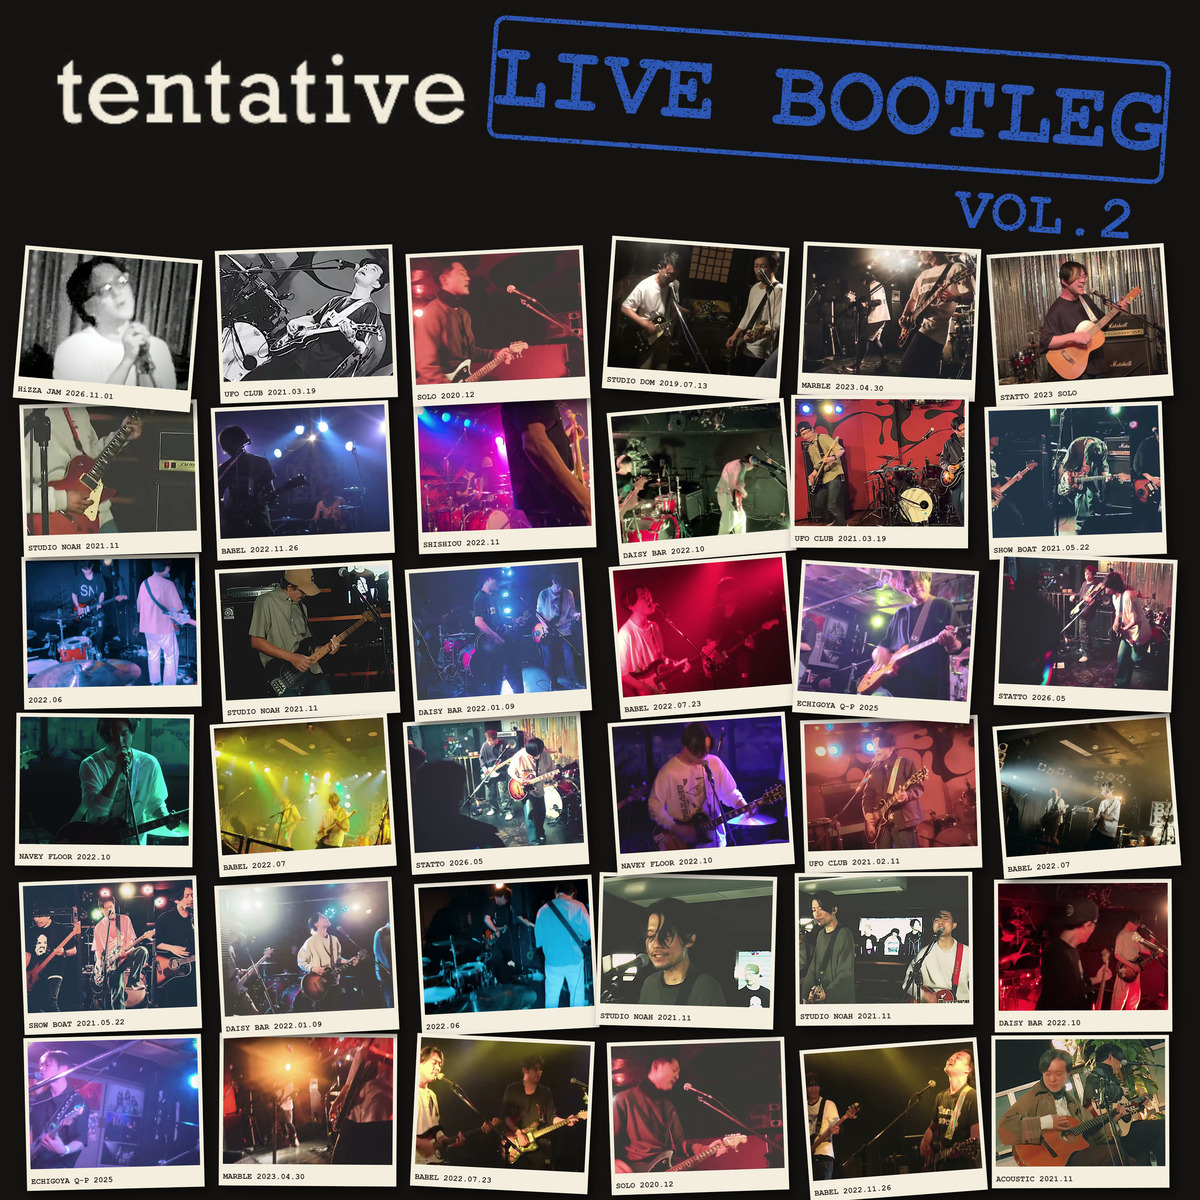 tentative
LIVE BOOTLEG
VOL.2
HiZZA JAM 2026.11.01
UFO CLUB 2021.03.19
SOLO 2020.12
STUDIO DOM 2019.07.13
MARBLE 2023.04.30
STATTO 2023 SOLO
STUDIO NOAH 2021.11
BABEL 2022.11.26
SHISHIOU 2022.11
DAISY BAR 2022.10
UFO CLUB 2021.03.19
SHOW BOAT 2021.05.22
2022.06
STUDIO NOAH 2021.11
DAISY BAR 2022.01.09
BABEL 2022.07.23
ECHIGOYA Q-P 2025
STATTO 2026.05
NAVEY FLOOR 2022.10
BABEL 2022.07
STATTO 2026.05
NAVEY FLOOR 2022.10
UFO CLUB 2021.02.11
BABEL 2022.07
SHOW BOAT 2021.05.22
DAISY BAR 2022.01.09
2022.06
STUDIO NOAH 2021.11
STUDIO NOAH 2021.11
DAISY BAR 2022.10
ECHIGOYA Q-P 2025
MARBLE 2023.04.30
BABEL 2022.07.23
SOLO 2020.12
BABEL 2022.11.26
ACOUSTIC 2021.11